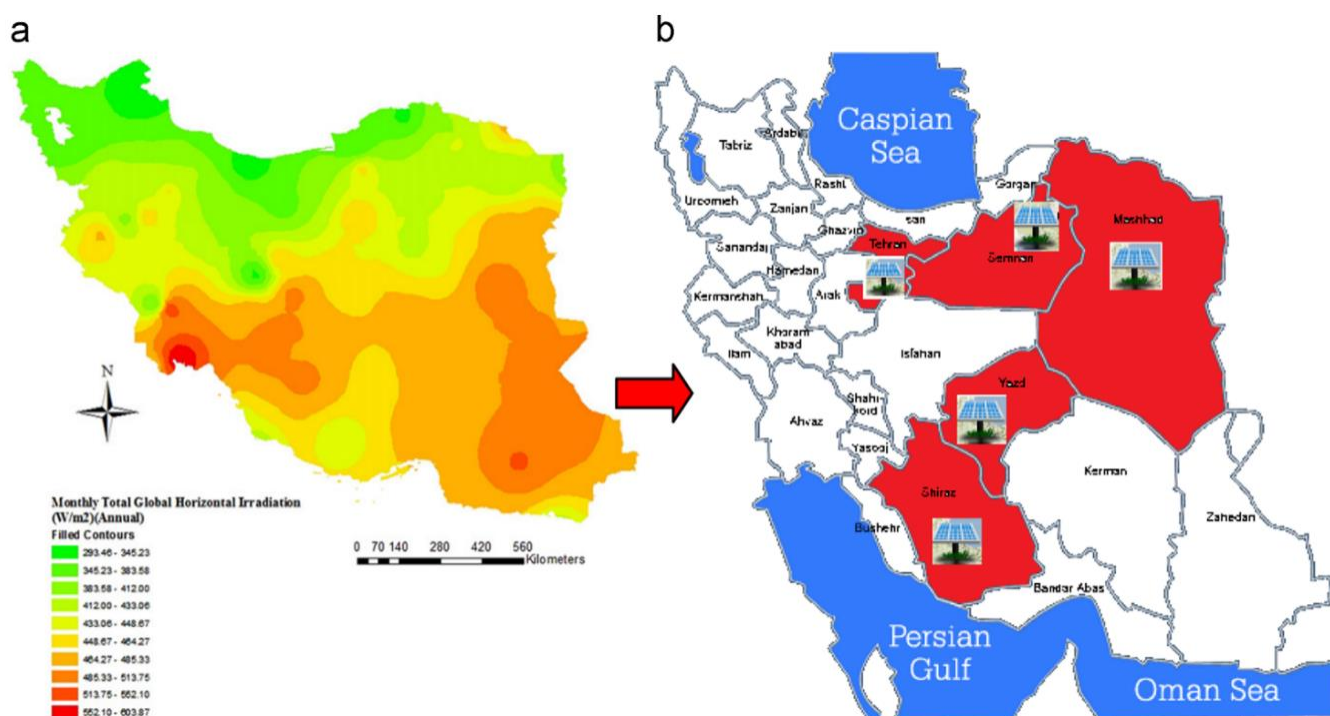 a
Monthly Total Global Horizontal Irradiation
(W/m2)(Annual)
Filled Contours
293.46 - 345.23
345.23 - 383.58
383.58 - 412.00
412.00 - 433.06
433.06 - 448.67
448.67 - 464.27
464.27 - 485.33
485.33 - 513.75
513.75 - 552.10
552.10 - 603.87
N
0 70 140 280 420 560
Kilometers
b
Caspian
Sea
Tabriz
Ardabil
Rasht
Gorgan
Mashhad
Uroomieh
Zanjan
Ghazvin
san
Tehran
Semnan
Sanandaj
Hamedan
Kermanshah
Arak
Khoram
abad
Ilam
Isfahan
Yazd
Shahr
kord
Ahvaz
Yasooj
Kerman
Shiraz
Bushehr
Zahedan
Bandar Abas
Persian
Gulf
Oman Sea